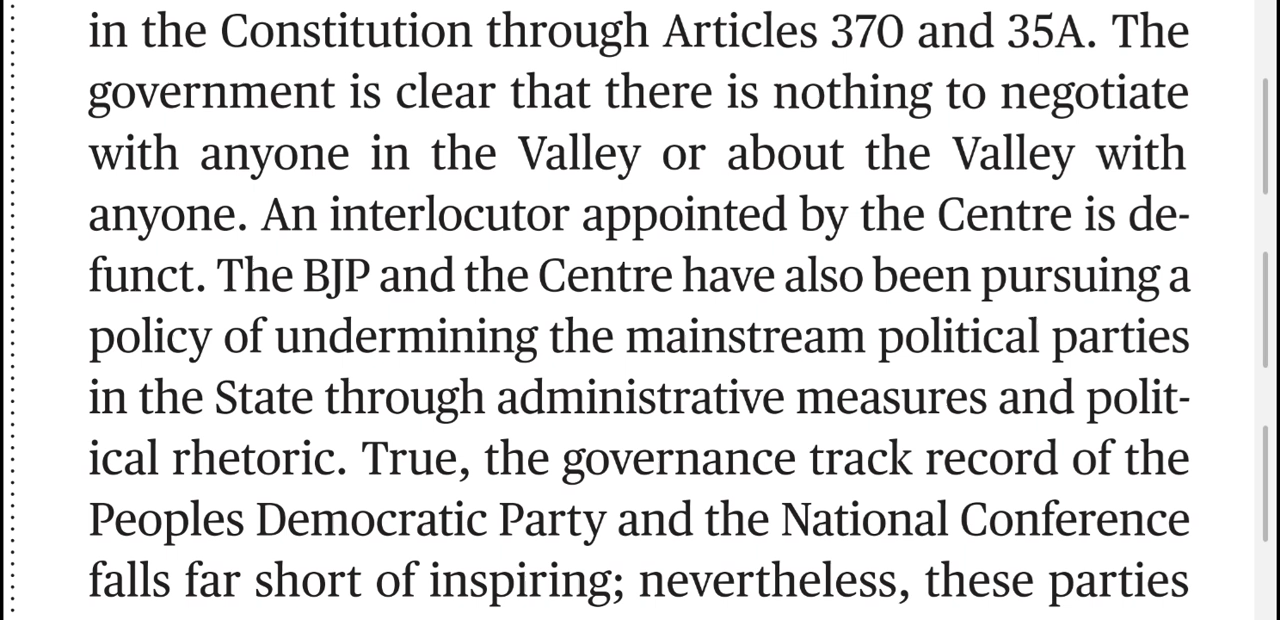 in the Constitution through Articles 370 and 35A. The
government is clear that there is nothing to negotiate
with anyone in the Valley or about the Valley with
anyone. An interlocutor appointed by the Centre is de-
funct. The BJP and the Centre have also been pursuing a
policy of undermining the mainstream political parties
in the State through administrative measures and polit-
ical rhetoric. True, the governance track record of the
Peoples Democratic Party and the National Conference
falls far short of inspiring; nevertheless, these parties